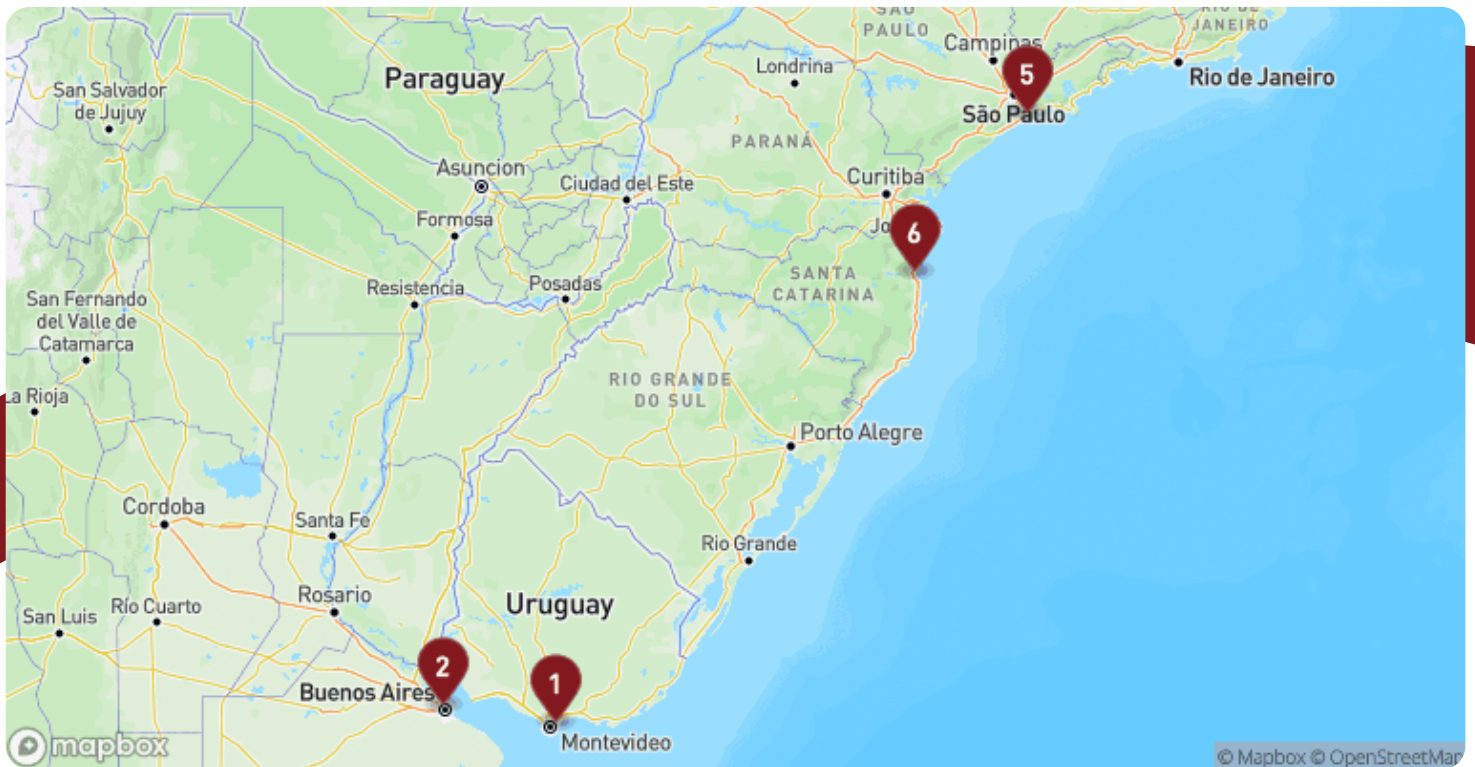 SÃO
PAULO
RIO DE
JANEIRO
Campinas
Londrina
5
Rio de Janeiro
Paraguay
San Salvador
de Jujuy
São Paulo
PARANÁ
Asuncion
Ciudad del Este
Curitiba
Formosa
Jo
6
SANTA
CATARINA
Resistencia
Posadas
San Fernando
del Valle de
Catamarca
RIO GRANDE
DO SUL
La Rioja
Porto Alegre
Cordoba
Santa Fe
Rio Grande
Rosario
Uruguay
San Luis
Río Cuarto
2
1
Buenos Aires
Montevideo
mapbox
© Mapbox © OpenStreetMap